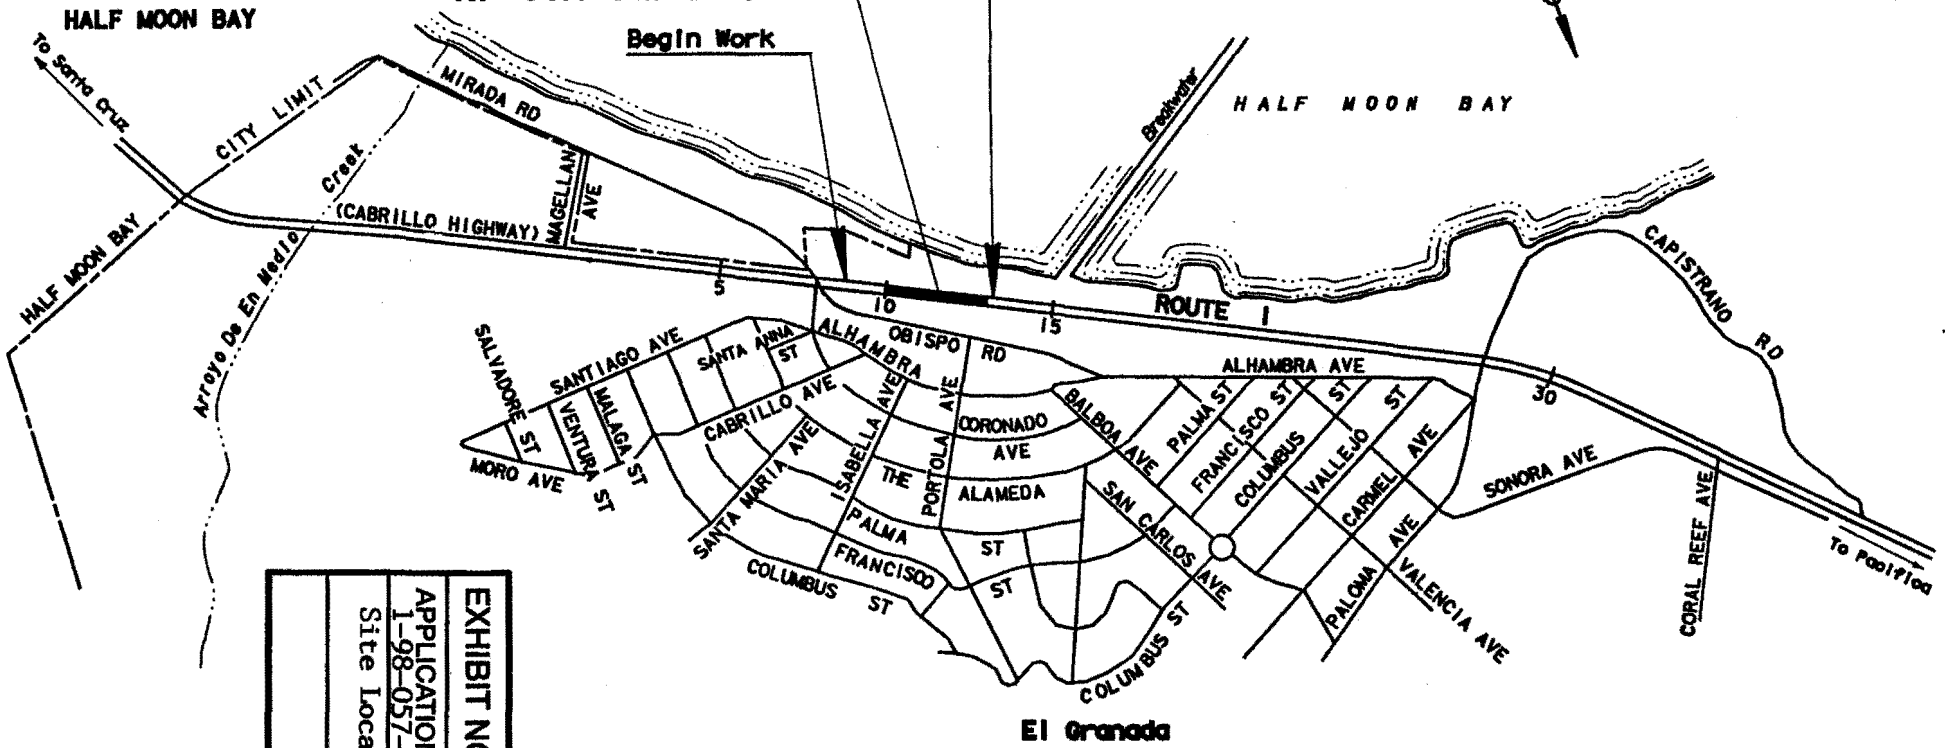 HALF MOON BAY
Begin Work
To Santa Cruz
CITY LIMIT
MIRADA RD
Creek
Breakwater
HALF MOON BAY
(CABRILLO HIGHWAY)
MAGELLAN
AVE
HALF MOON BAY
Arroyo De En Medio
5
10
15
ROUTE 1
30
CAPISTRANO RD
SALVADORE ST
SANTIAGO AVE
SANTA ANNA
ST
ALHAMBRA
OBISPO RD
ALHAMBRA AVE
VENTURA ST
MALAGA ST
MORO AVE
CABRILLO AVE
SANTA MARIA AVE
ISABELLA AVE
THE
PORTOLA AVE
CORONADO
AVE
ALAMEDA
BALBOA AVE
PALMA ST
FRANCISCO ST
COLUMBUS ST
VALLEJO ST
CARMEL AVE
SONORA AVE
CORAL REEF AVE
To Pacifica
SAN CARLOS AVE
PALMA ST
FRANCISCO ST
COLUMBUS ST
COLUMBUS ST
PALOMA AVE
VALENCIA AVE
El Granada
EXHIBIT NO
APPLICATION
1-98-057-
Site Loca